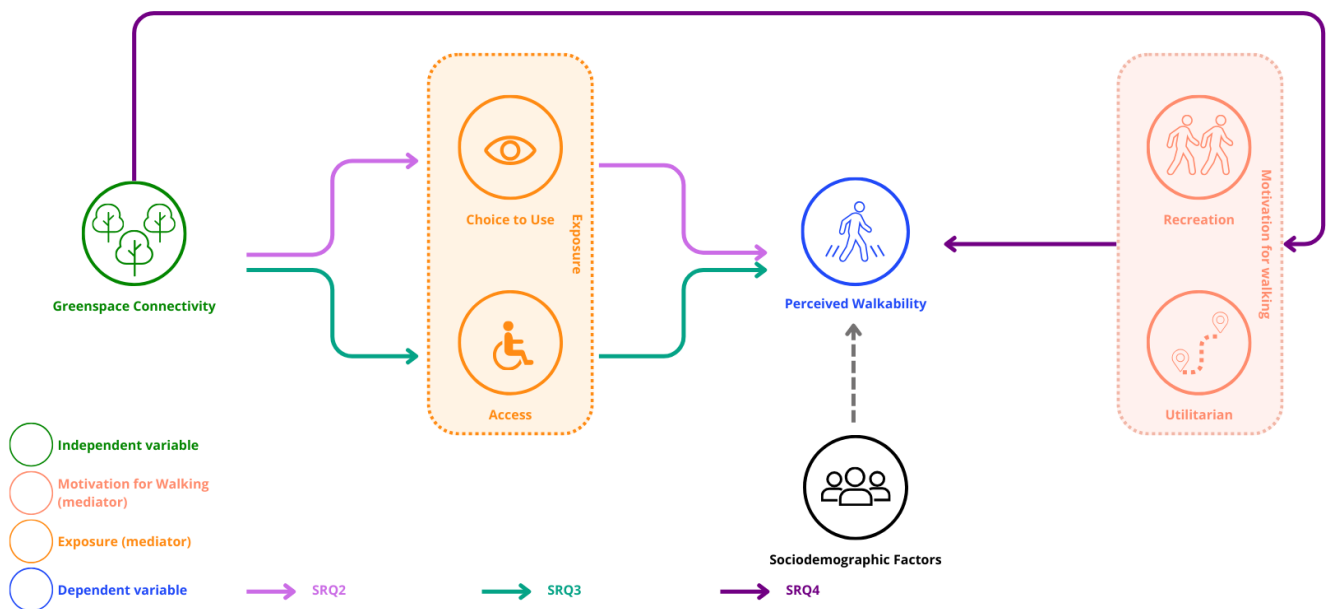 Choice to Use
Exposure
Access
Greenspace Connectivity
Perceived Walkability
Recreation
Motivation for walking
Utilitarian
Sociodemographic Factors
Independent variable
Motivation for Walking
(mediator)
Exposure (mediator)
Dependent variable
SRQ2
SRQ3
SRQ4